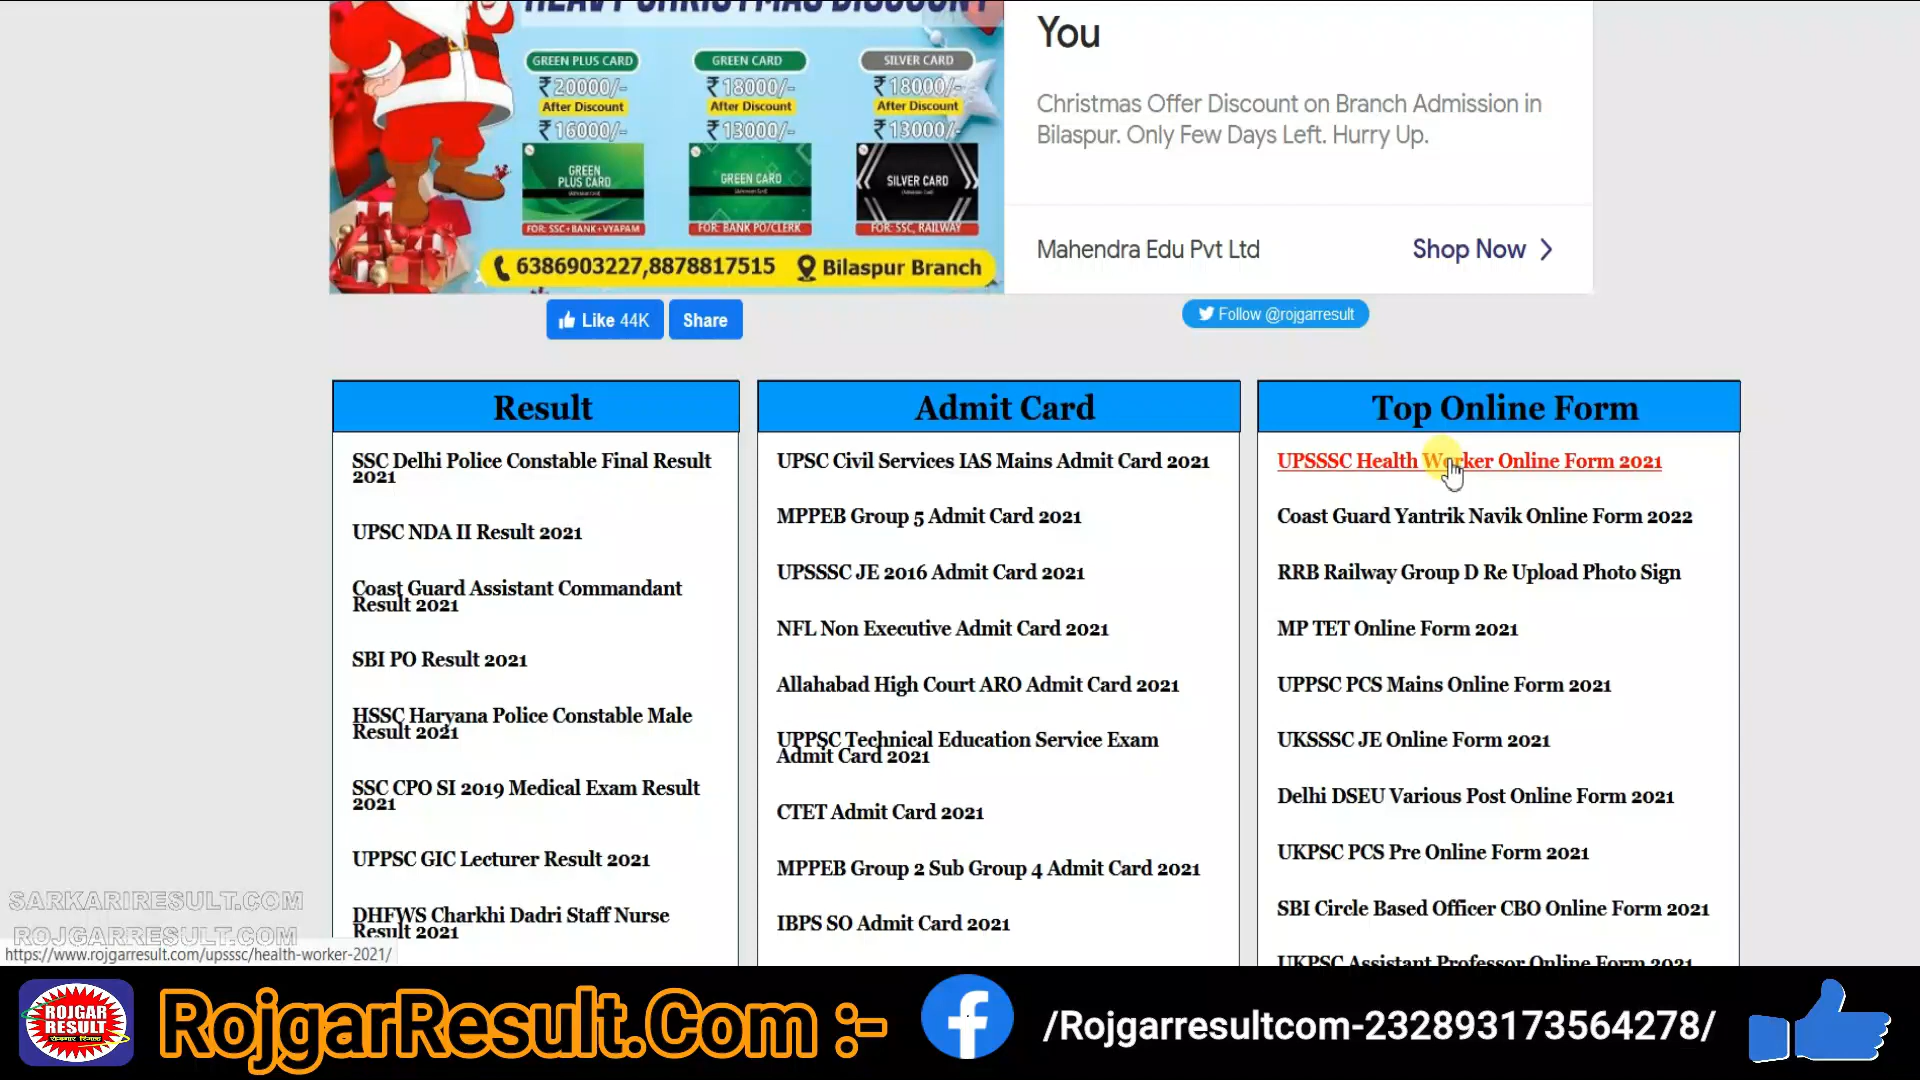 HEAVY CHRISTMAS DISCOUNT
GREEN PLUS CARD
₹20000/-
After Discount
₹16000/-
GREEN
PLUS CARD
FOR: SSC+BANK+VYAPAM
GREEN CARD
₹18000/-
After Discount
₹13000/-
GREEN CARD
FOR: BANK PO/CLERK
SILVER CARD
₹18000/-
After Discount
₹13000/-
SILVER CARD
FOR: SSC, RAILWAY
6386903227,8878817515
Bilaspur Branch
You
Christmas Offer Discount on Branch Admission in
Bilaspur. Only Few Days Left. Hurry Up.
Mahendra Edu Pvt Ltd
Shop Now
Like 44K
Share
Follow @rojgarresult
Result
SSC Delhi Police Constable Final Result
2021
UPSC NDA II Result 2021
Coast Guard Assistant Commandant
Result 2021
SBI PO Result 2021
HSSC Haryana Police Constable Male
Result 2021
SSC CPO SI 2019 Medical Exam Result
2021
UPPSC GIC Lecturer Result 2021
DHFWS Charkhi Dadri Staff Nurse
Result 2021
Admit Card
UPSC Civil Services IAS Mains Admit Card 2021
MPPEB Group 5 Admit Card 2021
UPSSSC JE 2016 Admit Card 2021
NFL Non Executive Admit Card 2021
Allahabad High Court ARO Admit Card 2021
UPPSC Technical Education Service Exam
Admit Card 2021
CTET Admit Card 2021
MPPEB Group 2 Sub Group 4 Admit Card 2021
IBPS SO Admit Card 2021
Top Online Form
UPSSSC Health Worker Online Form 2021
Coast Guard Yantrik Navik Online Form 2022
RRB Railway Group D Re Upload Photo Sign
MP TET Online Form 2021
UPPSC PCS Mains Online Form 2021
UKSSSC JE Online Form 2021
Delhi DSEU Various Post Online Form 2021
UKPSC PCS Pre Online Form 2021
SBI Circle Based Officer CBO Online Form 2021
UKPSC Assistant Professor Online Form 2021
SARKARIRESULT.COM
ROJGARRESULT.COM
https://www.rojgarresult.com/upsssc/health-worker-2021/
ROJGAR
RESULT
रोजगार रिजल्ट
RojgarResult.Com :-
/Rojgarresultcom-232893173564278/